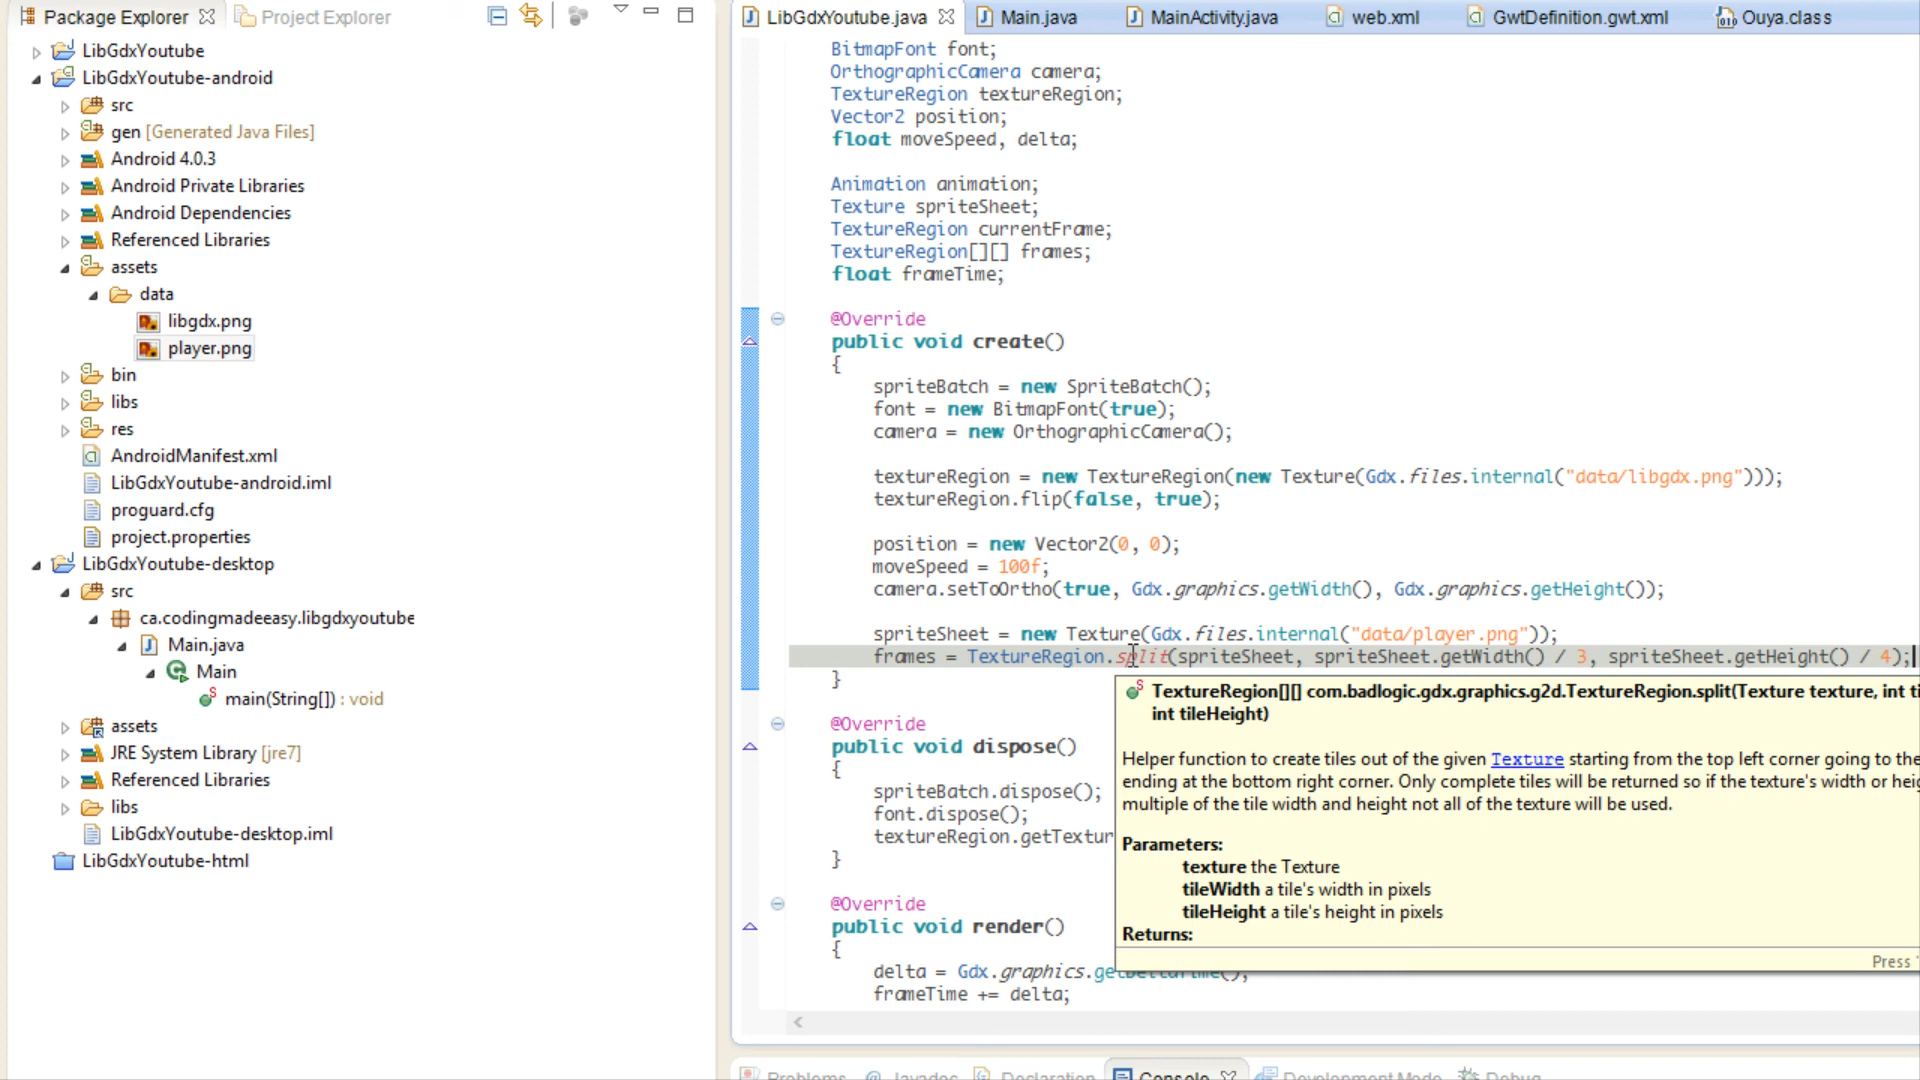 Package Explorer
Project Explorer
LibGdxYoutube
LibGdxYoutube-android
src
gen [Generated Java Files]
Android 4.0.3
Android Private Libraries
Android Dependencies
Referenced Libraries
assets
data
libgdx.png
player.png
bin
libs
res
AndroidManifest.xml
LibGdxYoutube-android.iml
proguard.cfg
project.properties
LibGdxYoutube-desktop
src
ca.codingmadeeasy.libgdxyoutube
Main.java
Main
main(String[]) : void
assets
JRE System Library [jre7]
Referenced Libraries
libs
LibGdxYoutube-desktop.iml
LibGdxYoutube-html
LibGdxYoutube.java
Main.java
MainActivity.java
web.xml
GwtDefinition.gwt.xml
Ouya.class
BitmapFont font;
OrthographicCamera camera;
TextureRegion textureRegion;
Vector2 position;
float moveSpeed, delta;
Animation animation;
Texture spriteSheet;
TextureRegion currentFrame;
TextureRegion[][] frames;
float frameTime;
@Override
public void create()
{
spriteBatch = new SpriteBatch();
font = new BitmapFont(true);
camera = new OrthographicCamera();
textureRegion = new TextureRegion(new Texture(Gdx.files.internal("data/libgdx.png")));
textureRegion.flip(false, true);
position = new Vector2(0, 0);
moveSpeed = 100f;
camera.setToOrtho(true, Gdx.graphics.getWidth(), Gdx.graphics.getHeight());
spriteSheet = new Texture(Gdx.files.internal("data/player.png"));
frames = TextureRegion.split(spriteSheet, spriteSheet.getWidth() / 3, spriteSheet.getHeight() / 4);
}
TextureRegion[][] com.badlogic.gdx.graphics.g2d.TextureRegion.split(Texture texture, int
int tileHeight)
Helper function to create tiles out of the given Texture starting from the top left corner going to the
ending at the bottom right corner. Only complete tiles will be returned so if the texture's width or
multiple of the tile width and height not all of the texture will be used.
Parameters:
texture the Texture
tileWidth a tile's width in pixels
tileHeight a tile's height in pixels
Returns:
Press
@Override
public void dispose()
{
spriteBatch.dispose();
font.dispose();
textureRegion.getTextur
}
@Override
public void render()
{
delta = Gdx.graphics.getDeltaTime();
frameTime += delta;
Problems
Javadoc
Declaration
Console
Development Mode
Debug